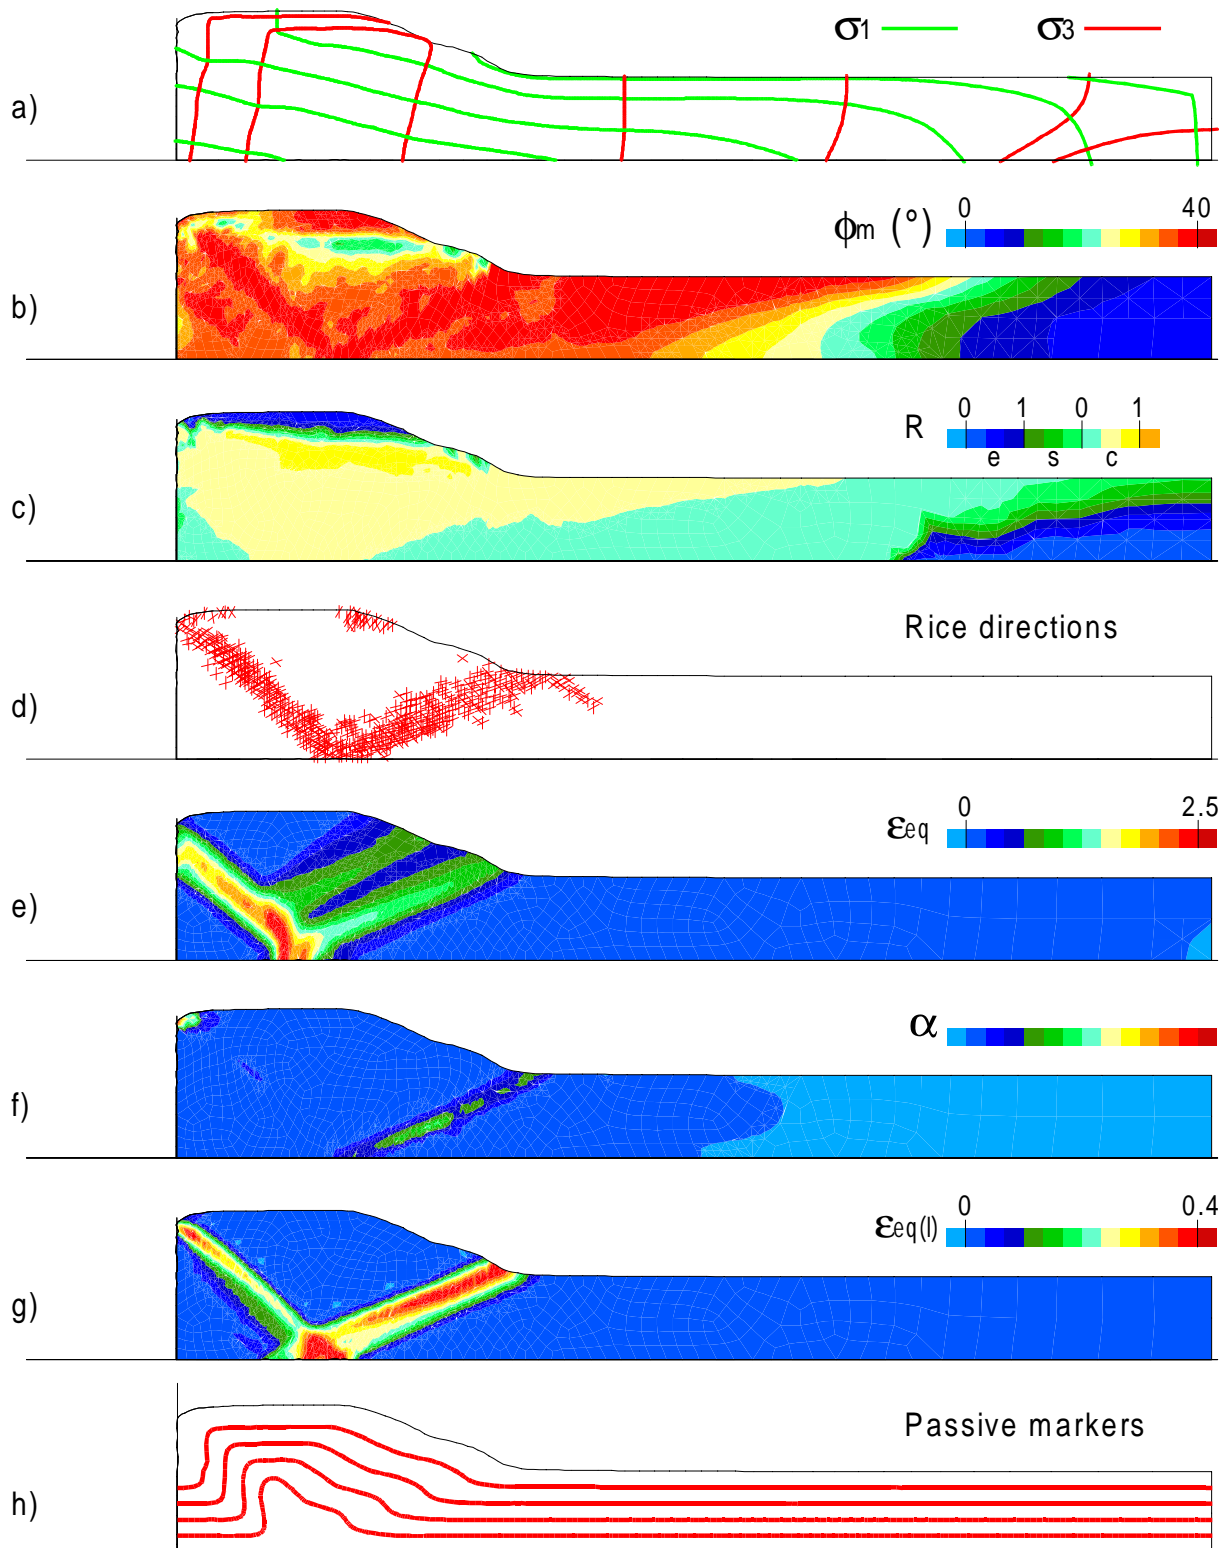 σ1 σ3
a)
ϕm (°) 0 40
b)
R 0 1 0 1
e s c
c)
Rice directions
d)
εeq 0 2.5
e)
α
f)
εeq(l) 0 0.4
g)
Passive markers
h)